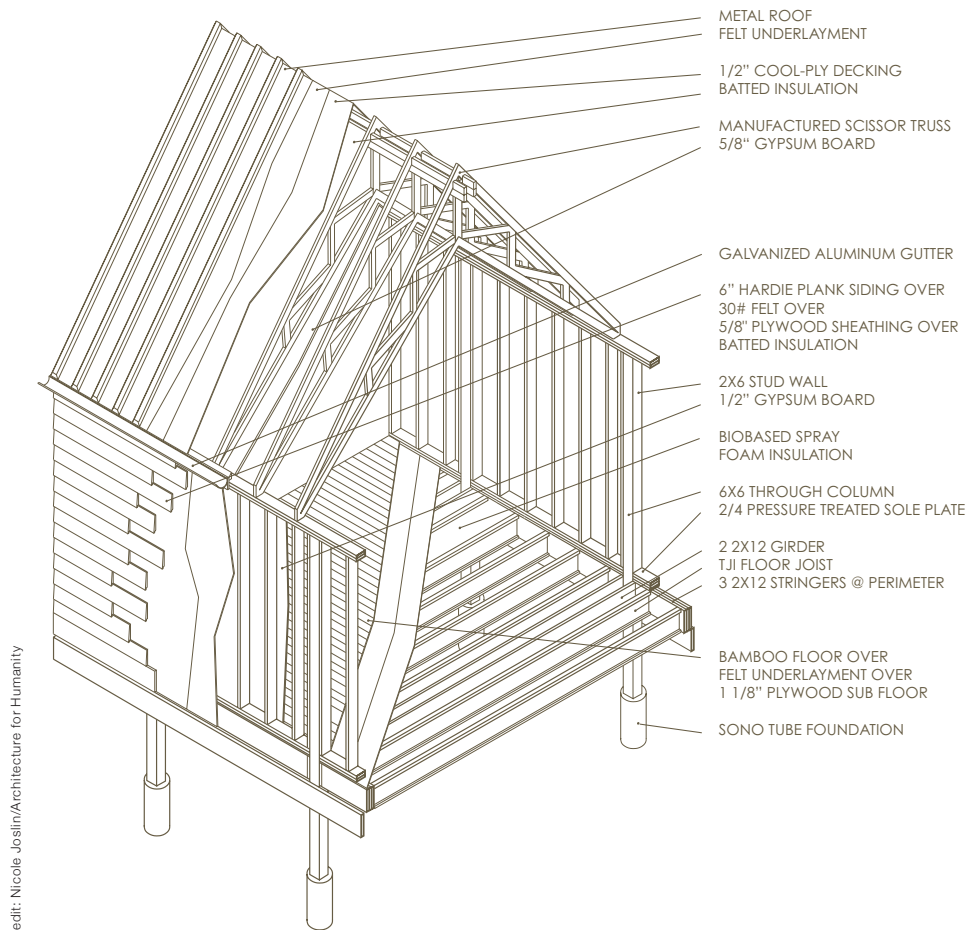 METAL ROOF
FELT UNDERLAYMENT
1/2” COOL-PLY DECKING
BATTED INSULATION
MANUFACTURED SCISSOR TRUSS
5/8“ GYPSUM BOARD
GALVANIZED ALUMINUM GUTTER
6” HARDIE PLANK SIDING OVER
30# FELT OVER
5/8" PLYWOOD SHEATHING OVER
BATTED INSULATION
2X6 STUD WALL
1/2” GYPSUM BOARD
BIOBASED SPRAY
FOAM INSULATION
6X6 THROUGH COLUMN
2/4 PRESSURE TREATED SOLE PLATE
2 2X12 GIRDER
TJI FLOOR JOIST
3 2X12 STRINGERS @ PERIMETER
BAMBOO FLOOR OVER
FELT UNDERLAYMENT OVER
1 1/8” PLYWOOD SUB FLOOR
SONO TUBE FOUNDATION
edit: Nicole Joslin/Architecture for Humanity